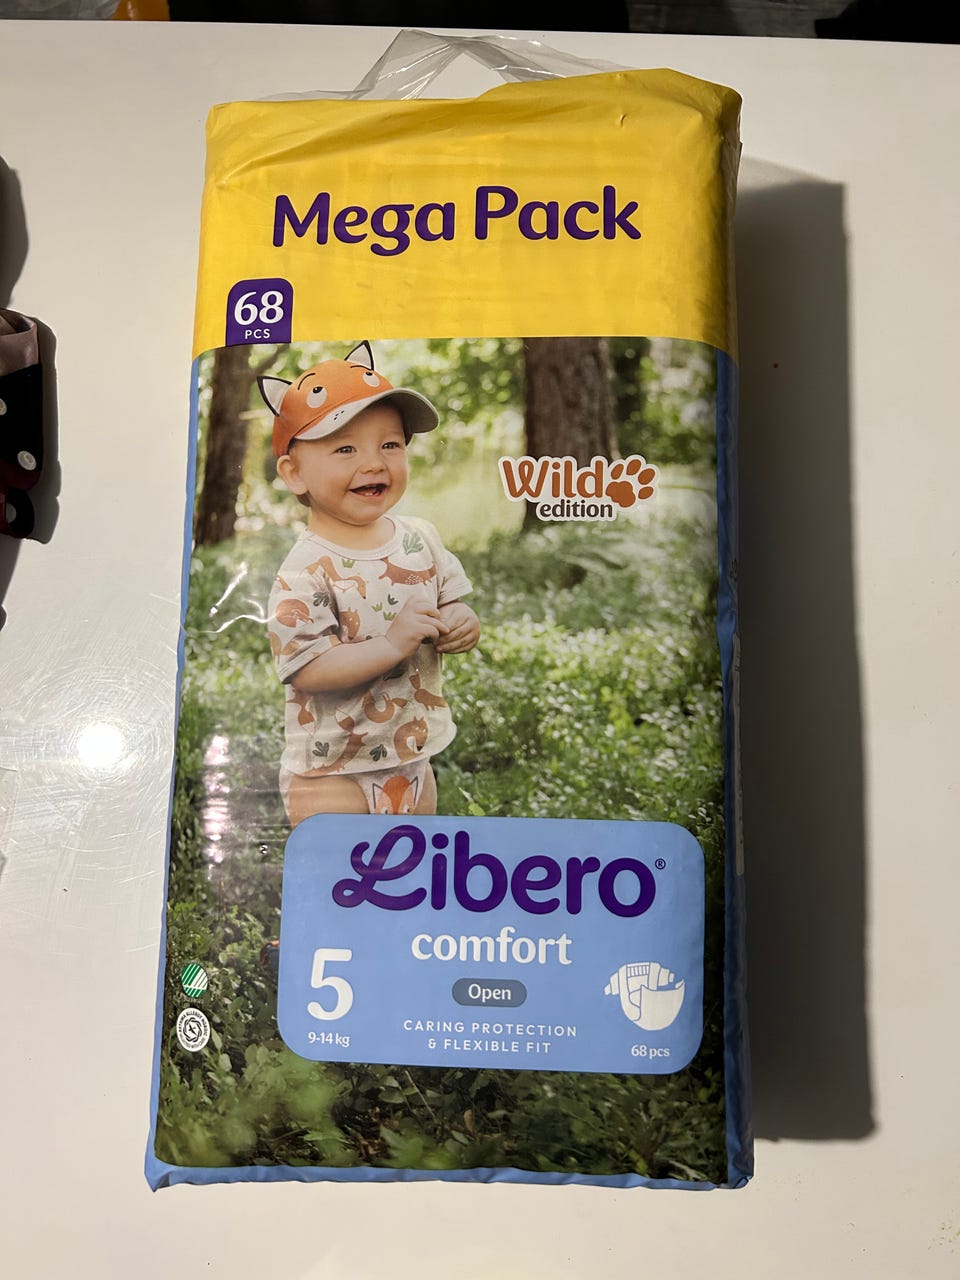 Mega Pack
68
PCS
Wild
edition
Libero®
comfort
5
Open
9-14 kg
CARING PROTECTION
& FLEXIBLE FIT
68 pcs